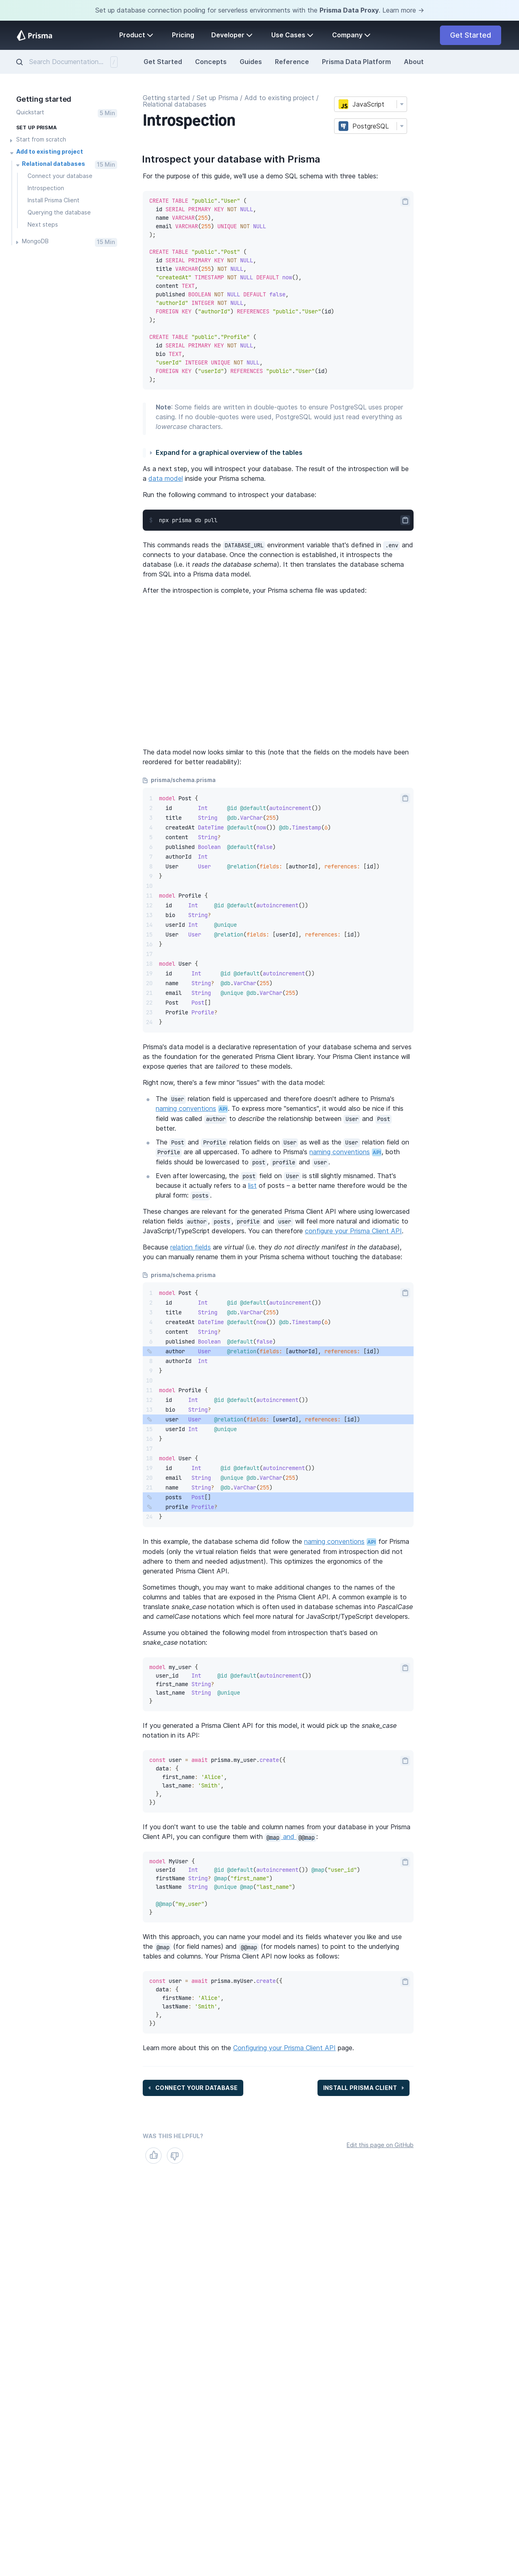 Set up database connection pooling for serverless environments with the Prisma Data Proxy. Learn more →
Prisma
Product
Pricing
Developer
Use Cases
Company
Get Started
Search Documentation...
/
Get Started
Concepts
Guides
Reference
Prisma Data Platform
About
Getting started
Quickstart
5 Min
SET UP PRISMA
Start from scratch
Add to existing project
Relational databases
15 Min
Connect your database
Introspection
Install Prisma Client
Querying the database
Next steps
MongoDB
15 Min
Getting started / Set up Prisma / Add to existing project /
Relational databases
JavaScript
PostgreSQL
Introspection
Introspect your database with Prisma
For the purpose of this guide, we'll use a demo SQL schema with three tables:
CREATE TABLE "public"."User" (
id SERIAL PRIMARY KEY NOT NULL,
name VARCHAR(255),
email VARCHAR(255) UNIQUE NOT NULL
);
CREATE TABLE "public"."Post" (
id SERIAL PRIMARY KEY NOT NULL,
title VARCHAR(255) NOT NULL,
"createdAt" TIMESTAMP NOT NULL DEFAULT now(),
content TEXT,
published BOOLEAN NOT NULL DEFAULT false,
"authorId" INTEGER NOT NULL,
FOREIGN KEY ("authorId") REFERENCES "public"."User"(id)
);
CREATE TABLE "public"."Profile" (
id SERIAL PRIMARY KEY NOT NULL,
bio TEXT,
"userId" INTEGER UNIQUE NOT NULL,
FOREIGN KEY ("userId") REFERENCES "public"."User"(id)
);
Note: Some fields are written in double-quotes to ensure PostgreSQL uses proper
casing. If no double-quotes were used, PostgreSQL would just read everything as
lowercase characters.
Expand for a graphical overview of the tables
As a next step, you will introspect your database. The result of the introspection will be
a data model inside your Prisma schema.
Run the following command to introspect your database:
1 npx prisma db pull
This commands reads the DATABASE_URL environment variable that's defined in .env and
connects to your database. Once the connection is established, it introspects the
database (i.e. it reads the database schema). It then translates the database schema
from SQL into a Prisma data model.
After the introspection is complete, your Prisma schema file was updated:
The data model now looks similar to this (note that the fields on the models have been
reordered for better readability):
prisma/schema.prisma
1 model Post {
2 id Int @id @default(autoincrement())
3 title String @db.VarChar(255)
4 createdAt DateTime @default(now()) @db.Timestamp(6)
5 content String?
6 published Boolean @default(false)
7 authorId Int
8 User User @relation(fields: [authorId], references: [id])
9 }
10
11 model Profile {
12 id Int @id @default(autoincrement())
13 bio String?
14 userId Int @unique
15 User User @relation(fields: [userId], references: [id])
16 }
17
18 model User {
19 id Int @id @default(autoincrement())
20 name String? @db.VarChar(255)
21 email String @unique @db.VarChar(255)
22 Post Post[]
23 Profile Profile?
24 }
Prisma's data model is a declarative representation of your database schema and serves
as the foundation for the generated Prisma Client library. Your Prisma Client instance will
expose queries that are tailored to these models.
Right now, there's a few minor "issues" with the data model:
The User relation field is uppercased and therefore doesn't adhere to Prisma's
naming conventions API. To express more "semantics", it would also be nice if this
field was called author to describe the relationship between User and Post
better.
The Post and Profile relation fields on User as well as the User relation field on
Profile are all uppercased. To adhere to Prisma's naming conventions API, both
fields should be lowercased to post, profile and user.
Even after lowercasing, the post field on User is still slightly misnamed. That's
because it actually refers to a list of posts – a better name therefore would be the
plural form: posts.
These changes are relevant for the generated Prisma Client API where using lowercased
relation fields author, posts, profile and user will feel more natural and idiomatic to
JavaScript/TypeScript developers. You can therefore configure your Prisma Client API.
Because relation fields are virtual (i.e. they do not directly manifest in the database),
you can manually rename them in your Prisma schema without touching the database:
prisma/schema.prisma
1 model Post {
2 id Int @id @default(autoincrement())
3 title String @db.VarChar(255)
4 createdAt DateTime @default(now()) @db.Timestamp(6)
5 content String?
6 published Boolean @default(false)
author User @relation(fields: [authorId], references: [id])
8 authorId Int
9 }
10
11 model Profile {
12 id Int @id @default(autoincrement())
13 bio String?
user User @relation(fields: [userId], references: [id])
15 userId Int @unique
16 }
17
18 model User {
19 id Int @id @default(autoincrement())
20 email String @unique @db.VarChar(255)
21 name String? @db.VarChar(255)
posts Post[]
profile Profile?
24 }
In this example, the database schema did follow the naming conventions API for Prisma
models (only the virtual relation fields that were generated from introspection did not
adhere to them and needed adjustment). This optimizes the ergonomics of the
generated Prisma Client API.
Sometimes though, you may want to make additional changes to the names of the
columns and tables that are exposed in the Prisma Client API. A common example is to
translate snake_case notation which is often used in database schemas into PascalCase
and camelCase notations which feel more natural for JavaScript/TypeScript developers.
Assume you obtained the following model from introspection that's based on
snake_case notation:
model my_user {
user_id Int @id @default(autoincrement())
first_name String?
last_name String @unique
}
If you generated a Prisma Client API for this model, it would pick up the snake_case
notation in its API:
const user = await prisma.my_user.create({
data: {
first_name: 'Alice',
last_name: 'Smith',
},
})
If you don't want to use the table and column names from your database in your Prisma
Client API, you can configure them with @map and @@map:
model MyUser {
userId Int @id @default(autoincrement()) @map("user_id")
firstName String? @map("first_name")
lastName String @unique @map("last_name")
@@map("my_user")
}
With this approach, you can name your model and its fields whatever you like and use
the @map (for field names) and @@map (for models names) to point to the underlying
tables and columns. Your Prisma Client API now looks as follows:
const user = await prisma.myUser.create({
data: {
firstName: 'Alice',
lastName: 'Smith',
},
})
Learn more about this on the Configuring your Prisma Client API page.
CONNECT YOUR DATABASE
INSTALL PRISMA CLIENT
WAS THIS HELPFUL?
Edit this page on GitHub